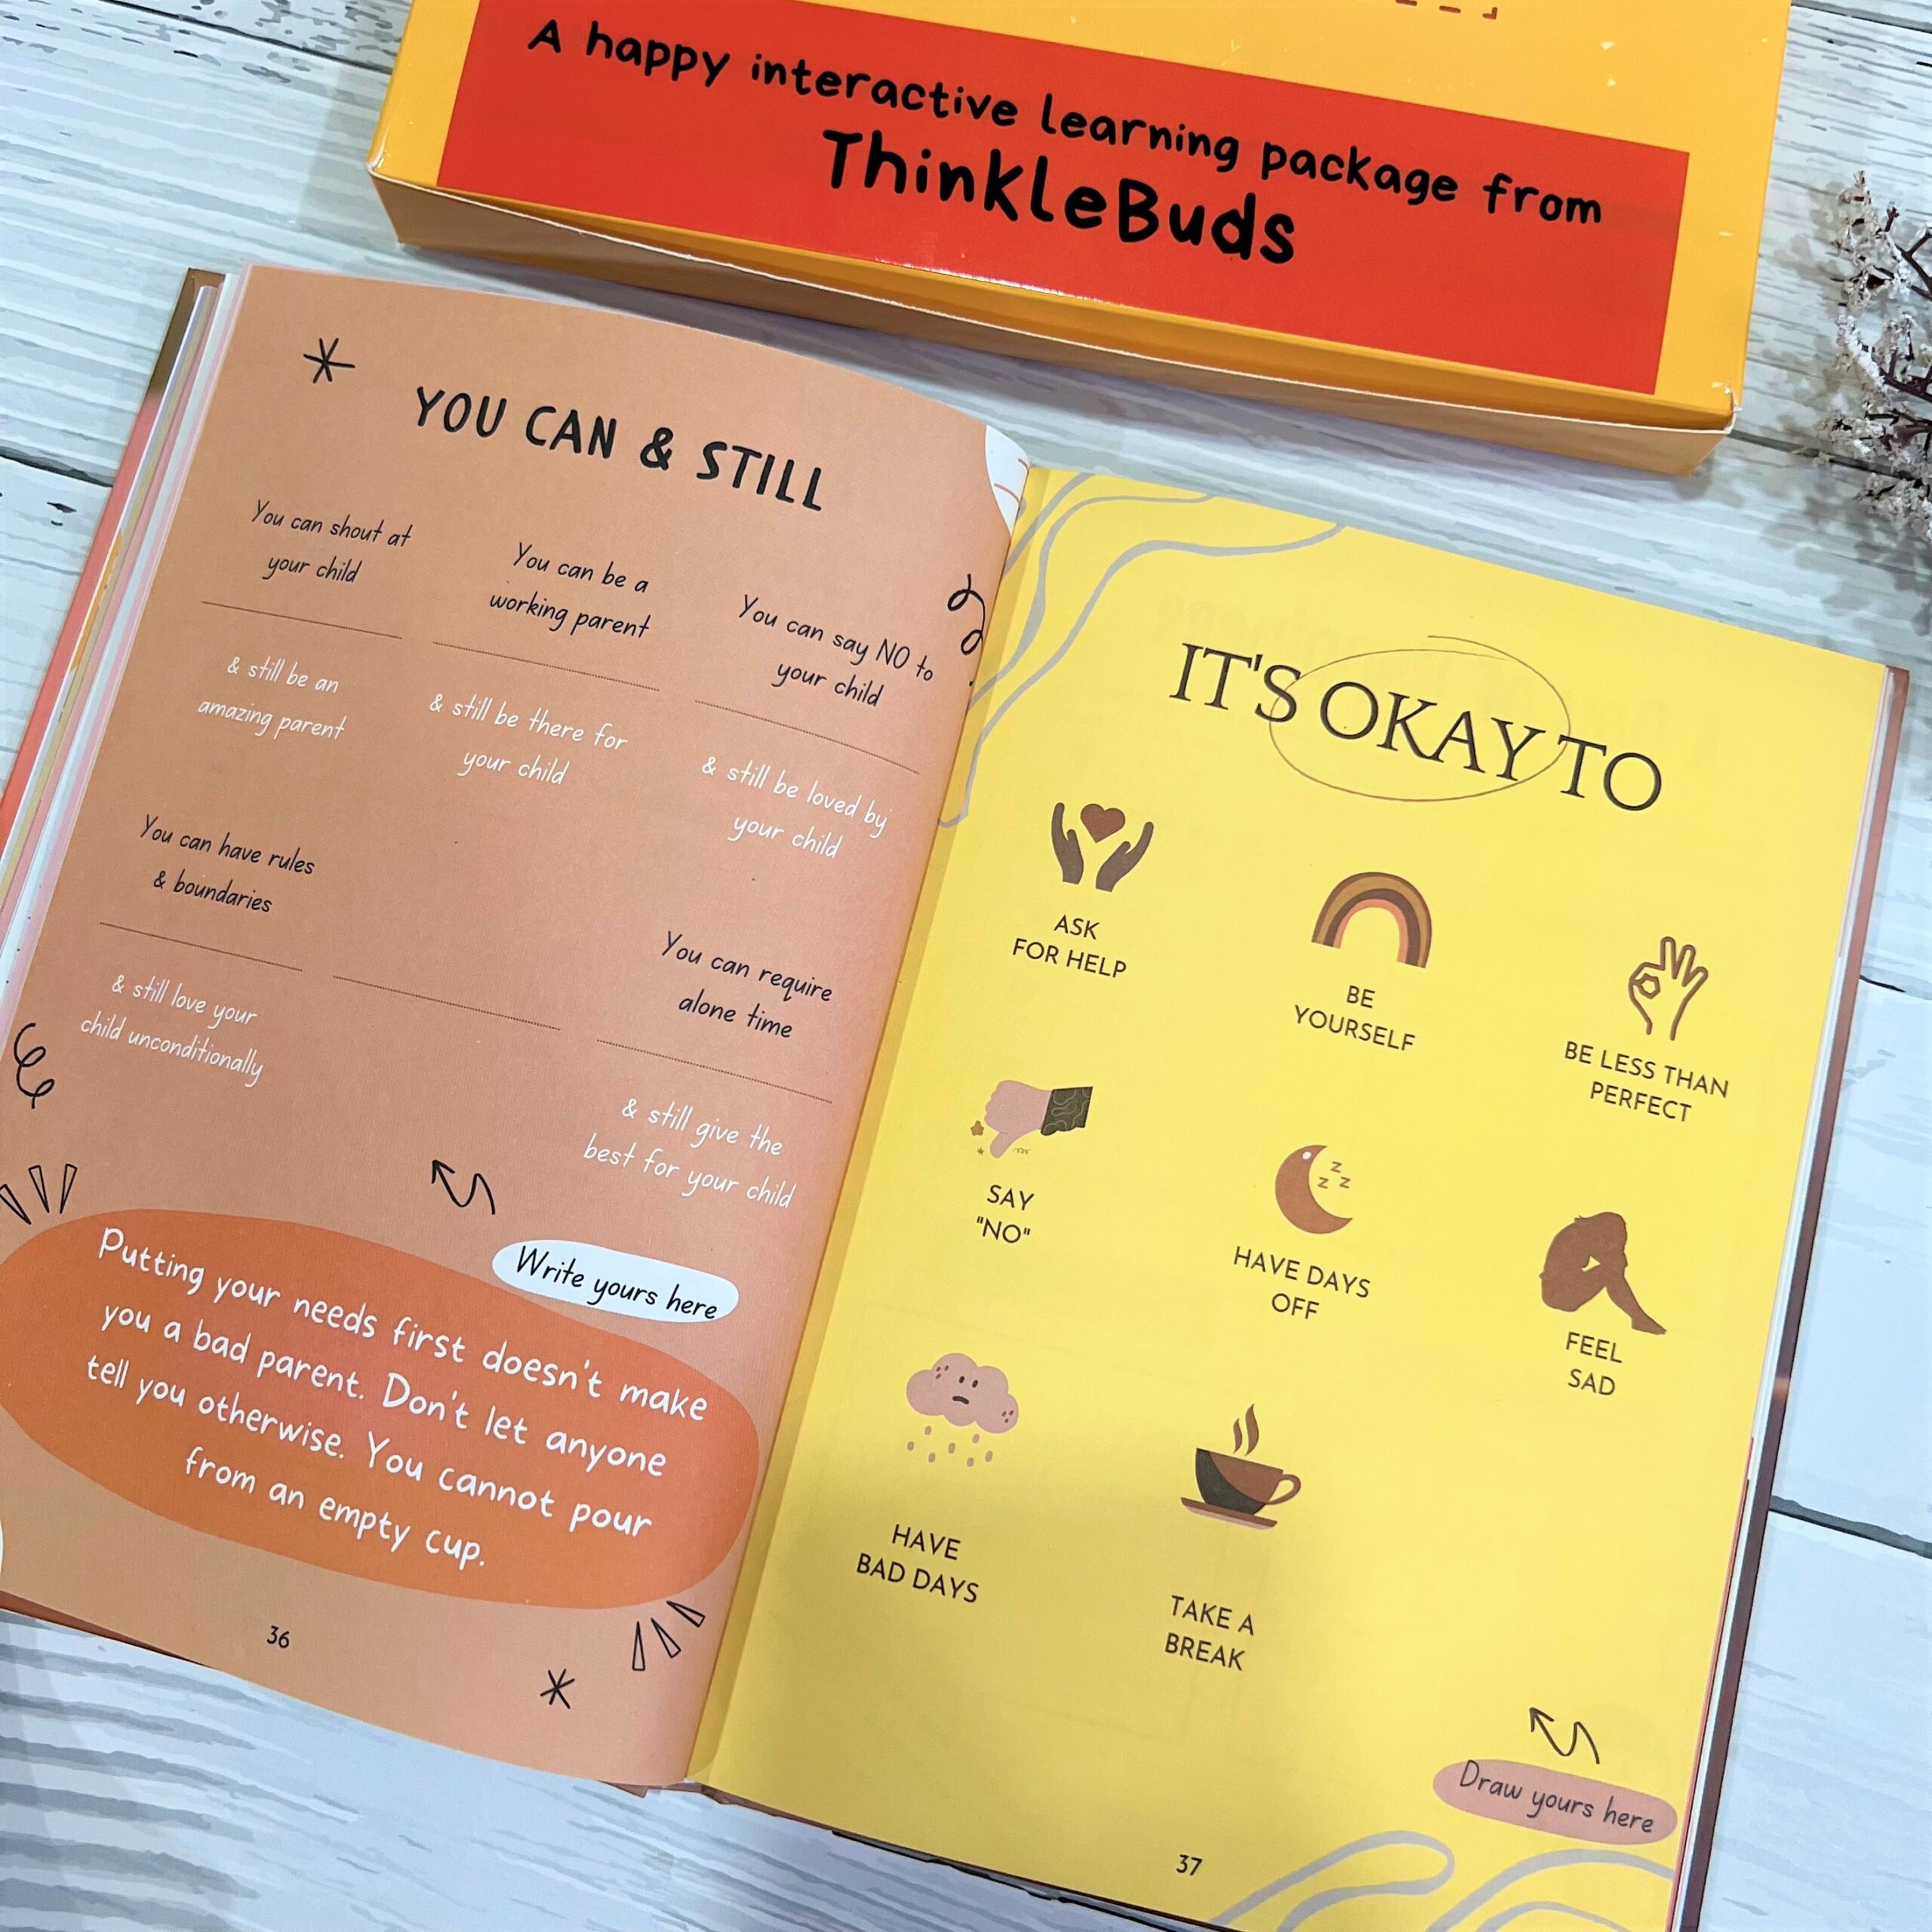 A happy interactive learning package from
ThinkleBuds
YOU CAN & STILL
You can shout at
your child
& still be an
amazing parent
You can be a
working parent
& still be there for
your child
You can say NO to
your child
& still be loved by
your child
You can have rules
& boundaries
& still love your
child unconditionally
You can require
alone time
& still give the
best for your child
Write yours here
Putting your needs first doesn't make
you a bad parent. Don't let anyone
tell you otherwise. You cannot pour
from an empty cup.
36
IT'S OKAY TO
ASK
FOR HELP
BE
YOURSELF
BE LESS THAN
PERFECT
SAY
"NO"
z z
z z
HAVE DAYS
OFF
FEEL
SAD
HAVE
BAD DAYS
TAKE A
BREAK
Draw yours here
37